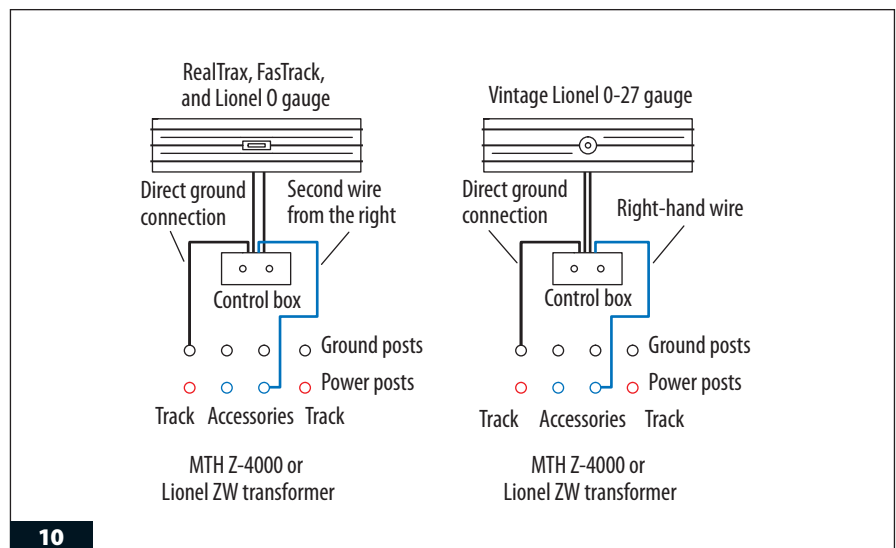 RealTrax, FasTrack,
and Lionel O gauge
Direct ground
connection
Second wire
from the right
Control box
Ground posts
Power posts
Track Accessories Track
MTH Z-4000 or
Lionel ZW transformer
Vintage Lionel 0-27 gauge
Direct ground
connection
Right-hand wire
Control box
Ground posts
Power posts
Track Accessories Track
MTH Z-4000 or
Lionel ZW transformer
10